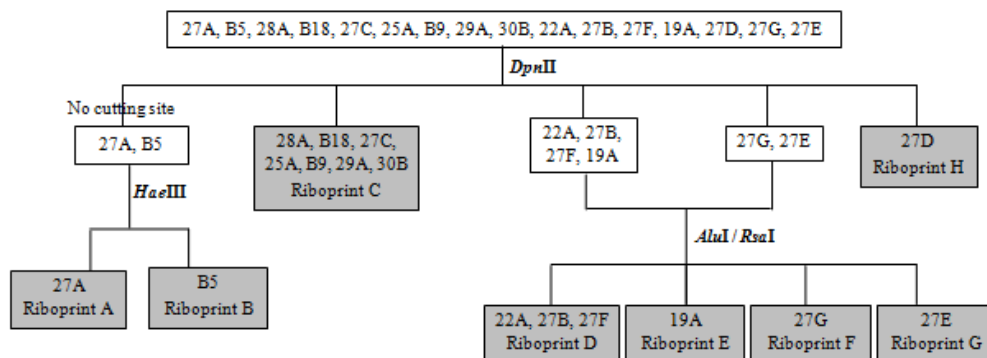 27A, B5, 28A, B18, 27C, 25A, B9, 29A, 30B, 22A, 27B, 27F, 19A, 27D, 27G, 27E
DpnII
No cutting site
27A, B5
28A, B18, 27C,
25A, B9, 29A, 30B
Riboprint C
22A, 27B,
27F, 19A
27G, 27E
27D
Riboprint H
HaeIII
AluI / RsaI
27A
Riboprint A
B5
Riboprint B
22A, 27B, 27F
Riboprint D
19A
Riboprint E
27G
Riboprint F
27E
Riboprint G